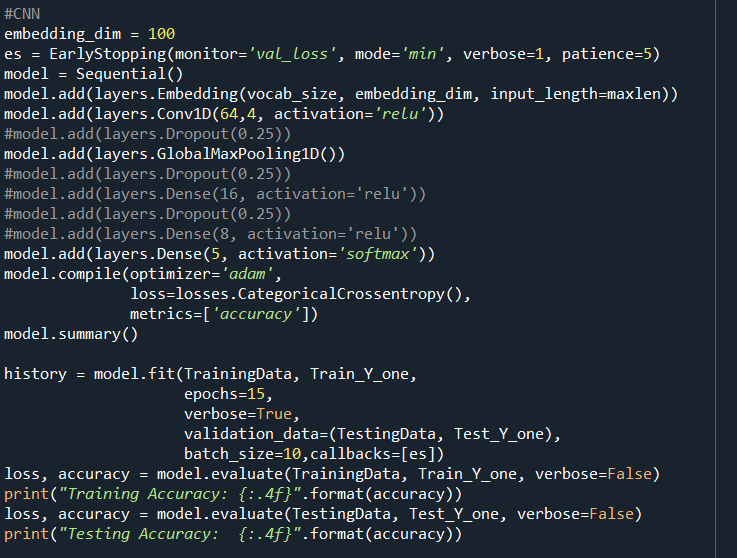 #CNN
embedding_dim = 100
es = EarlyStopping(monitor='val_loss', mode='min', verbose=1, patience=5)
model = Sequential()
model.add(layers.Embedding(vocab_size, embedding_dim, input_length=maxlen))
model.add(layers.Conv1D(64,4, activation='relu'))
#model.add(layers.Dropout(0.25))
model.add(layers.GlobalMaxPooling1D())
#model.add(layers.Dropout(0.25))
#model.add(layers.Dense(16, activation='relu'))
#model.add(layers.Dropout(0.25))
#model.add(layers.Dense(8, activation='relu'))
model.add(layers.Dense(5, activation='softmax'))
model.compile(optimizer='adam',
              loss=losses.CategoricalCrossentropy(),
              metrics=['accuracy'])
model.summary()

history = model.fit(TrainingData, Train_Y_one,
                    epochs=15,
                    verbose=True,
                    validation_data=(TestingData, Test_Y_one),
                    batch_size=10,callbacks=[es])
loss, accuracy = model.evaluate(TrainingData, Train_Y_one, verbose=False)
print("Training Accuracy: {:.4f}".format(accuracy))
loss, accuracy = model.evaluate(TestingData, Test_Y_one, verbose=False)
print("Testing Accuracy:  {:.4f}".format(accuracy))